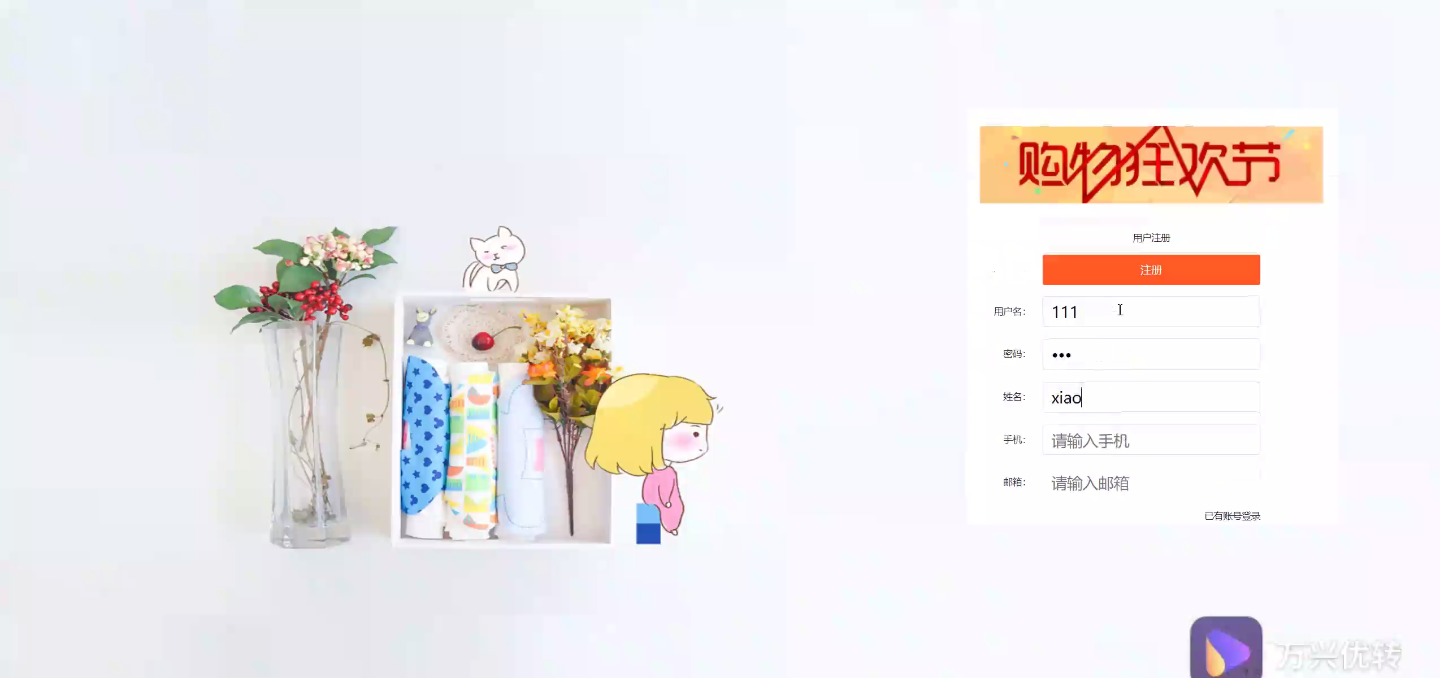 购物狂欢节
用户注册
注册
用户名: 111
密码: •••
姓名: xiao
手机: 请输入手机
邮箱: 请输入邮箱
已有账号登录
万兴优转